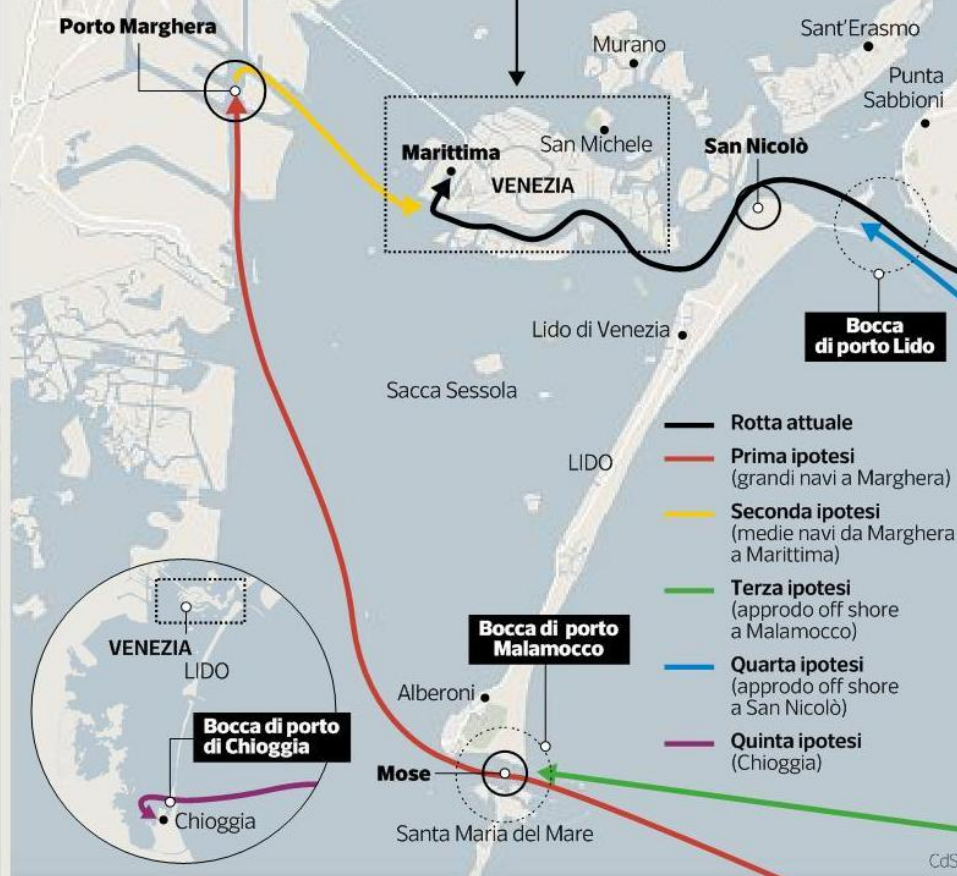 Porto Marghera
Murano
Sant'Erasmo
Punta
Sabbioni
Marittima
San Michele
VENEZIA
San Nicolò
Lido di Venezia
Bocca
di porto Lido
Sacca Sessola
LIDO
Rotta attuale
Prima ipotesi
(grandi navi a Marghera)
Seconda ipotesi
(medie navi da Marghera
a Marittima)
Terza ipotesi
(approdo off shore
a Malamocco)
Quarta ipotesi
(approdo off shore
a San Nicolò)
Quinta ipotesi
(Chioggia)
Bocca di porto
Malamocco
Alberoni
Mose
Santa Maria del Mare
VENEZIA
LIDO
Bocca di porto
di Chioggia
Chioggia
CdS